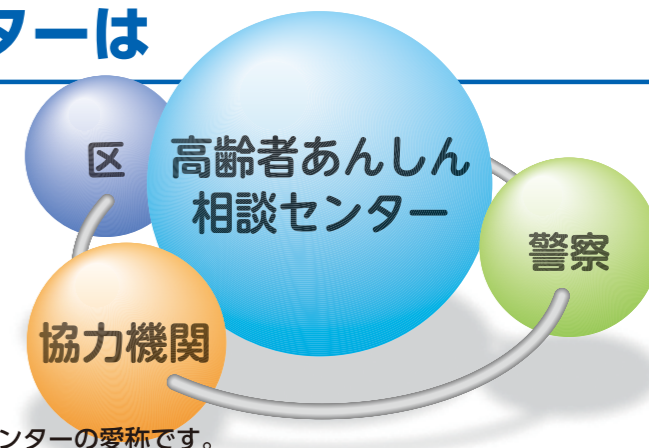 ターは
区
高齢者あんしん
相談センター
警察
協力機関
ンターの愛称です。